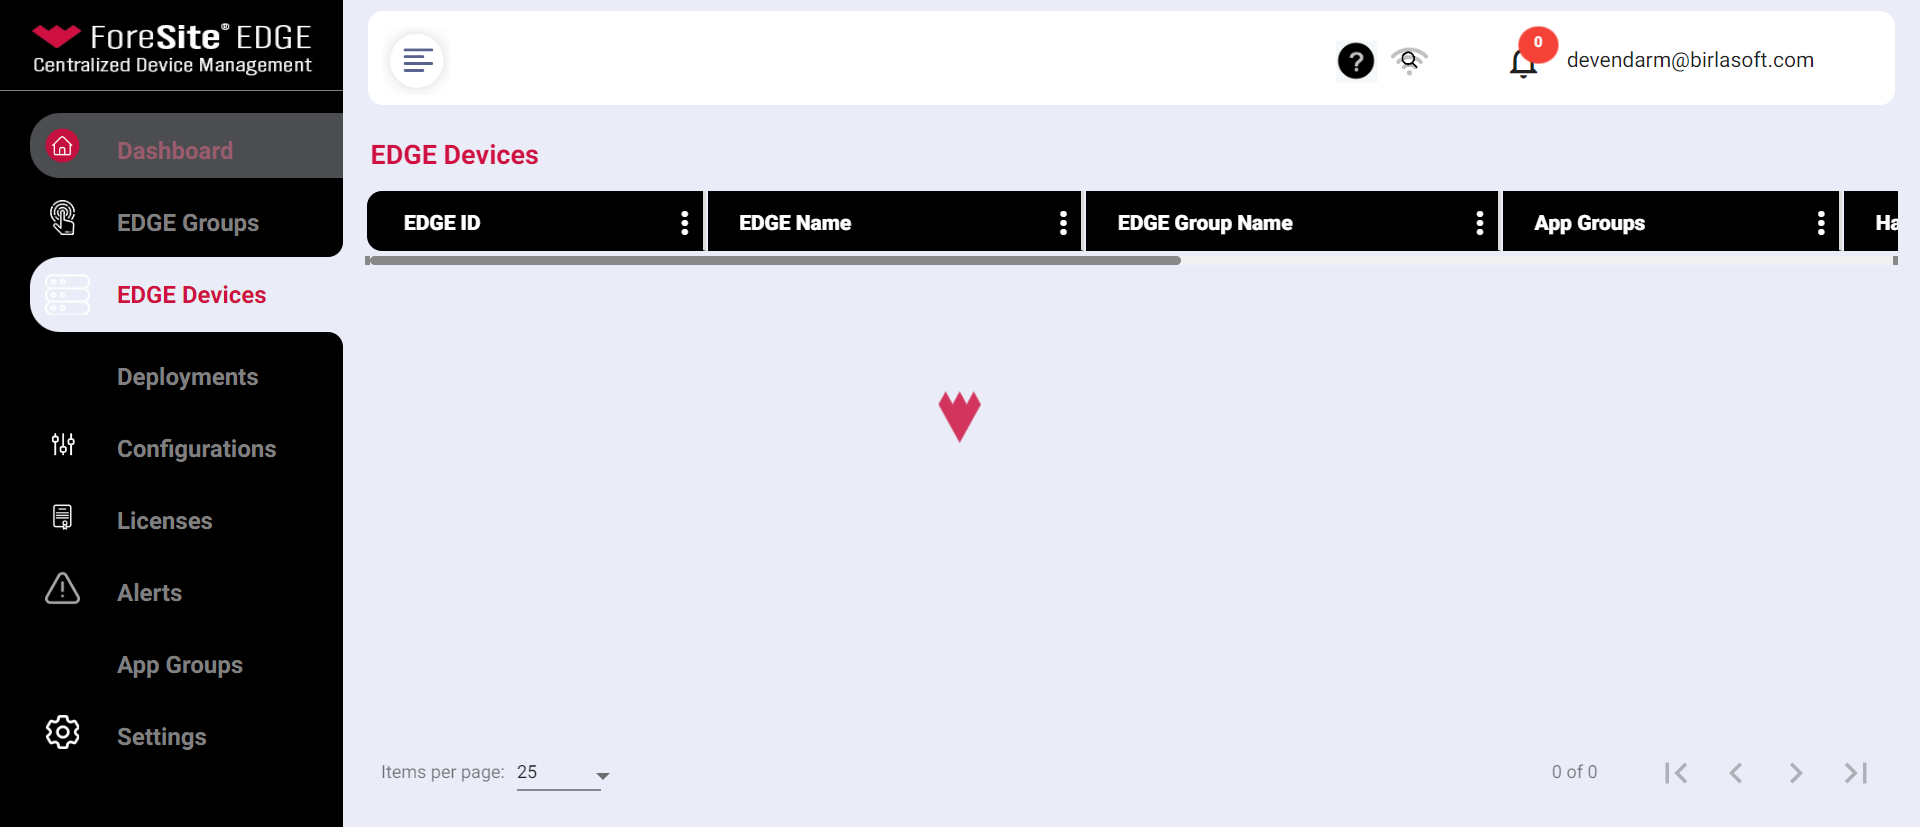 ForeSite® EDGE
Centralized Device Management
Dashboard
EDGE Groups
EDGE Devices
Deployments
Configurations
Licenses
Alerts
App Groups
Settings
?
0
devendarm@birlasoft.com
EDGE Devices
EDGE ID
EDGE Name
EDGE Group Name
App Groups
Items per page: 25
0 of 0